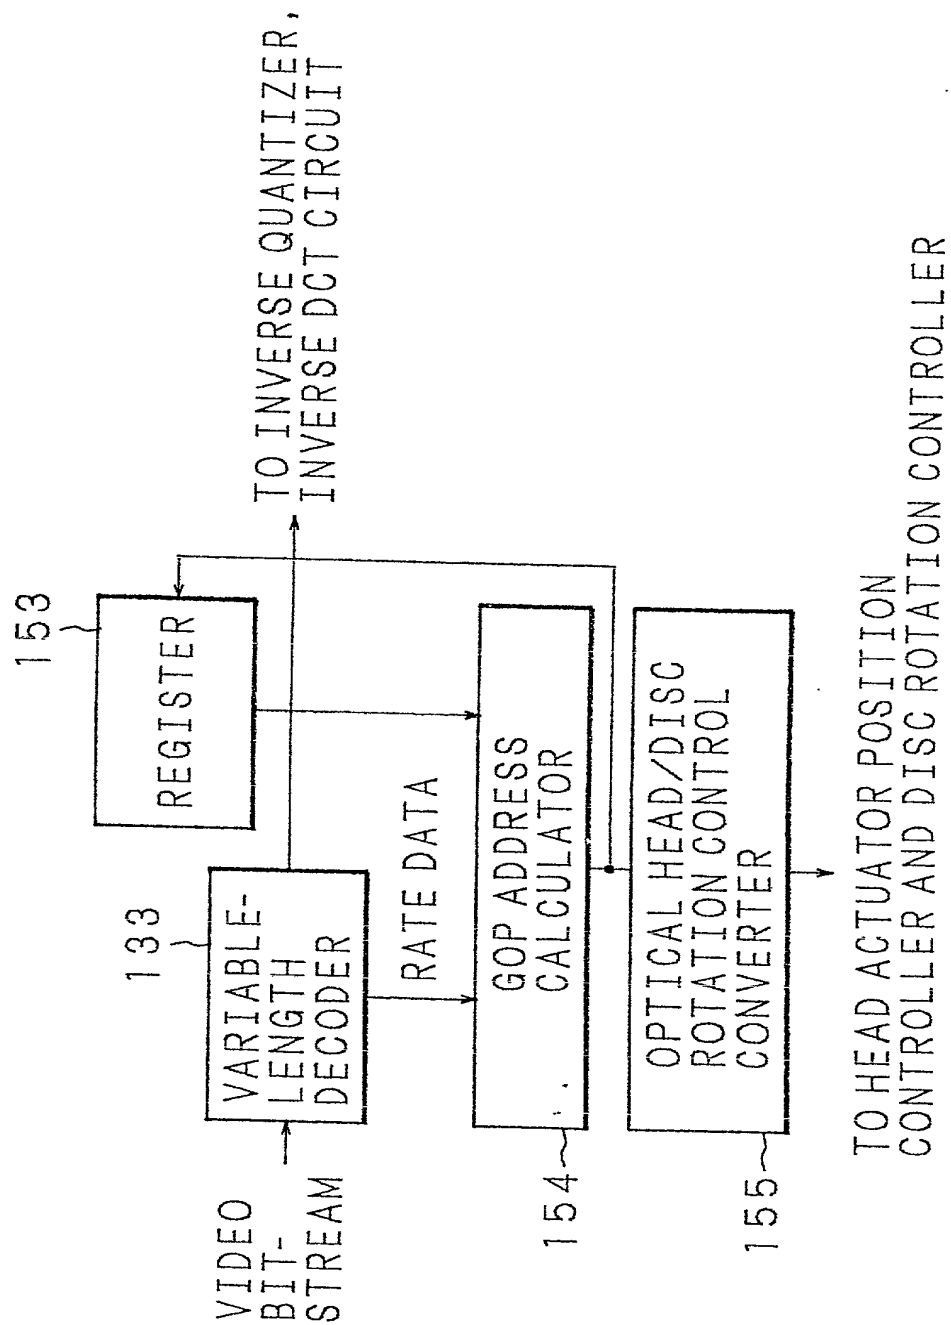 153
REGISTER
TO INVERSE QUANTIZER,
INVERSE DCT CIRCUIT
133
VARIABLE-
LENGTH
DECODER
VIDEO
BIT-
STREAM
RATE DATA
GOP ADDRESS
CALCULATOR
154
OPTICAL HEAD/DISC
ROTATION CONTROL
CONVERTER
155
TO HEAD ACTUATOR POSITION
CONTROLLER AND DISC ROTATION CONTROLLER